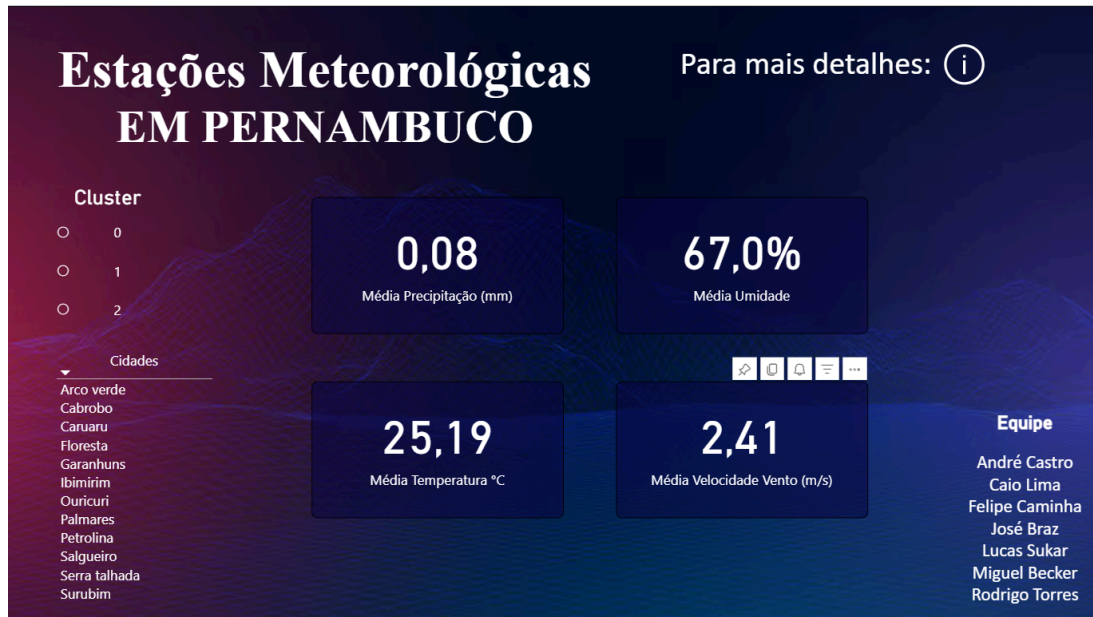 Estações Meteorológicas
EM PERNAMBUCO
Para mais detalhes: i
Cluster
0
1
2
Cidades
Arco verde
Cabrobo
Caruaru
Floresta
Garanhuns
Ibimirim
Ouricuri
Palmares
Petrolina
Salgueiro
Serra talhada
Surubim
0,08
Média Precipitação (mm)
67,0%
Média Umidade
25,19
Média Temperatura °C
2,41
Média Velocidade Vento (m/s)
Equipe
André Castro
Caio Lima
Felipe Caminha
José Braz
Lucas Sukar
Miguel Becker
Rodrigo Torres